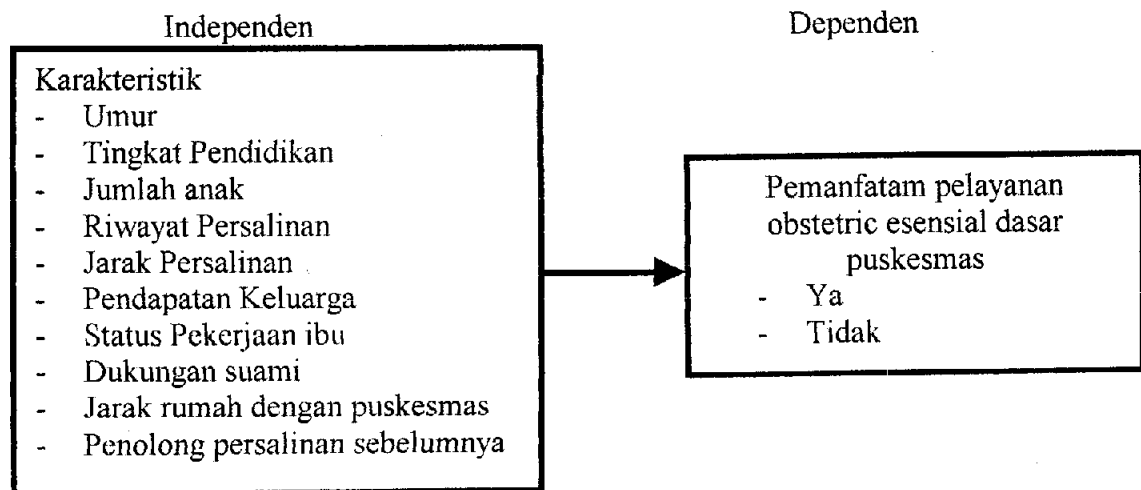 Independen
Dependen
Karakteristik
- Umur
- Tingkat Pendidikan
- Jumlah anak
- Riwayat Persalinan
- Jarak Persalinan
- Pendapatan Keluarga
- Status Pekerjaan ibu
- Dukungan suami
- Jarak rumah dengan puskesmas
- Penolong persalinan sebelumnya
Pemanfatam pelayanan
obstetric esensial dasar
puskesmas
- Ya
- Tidak